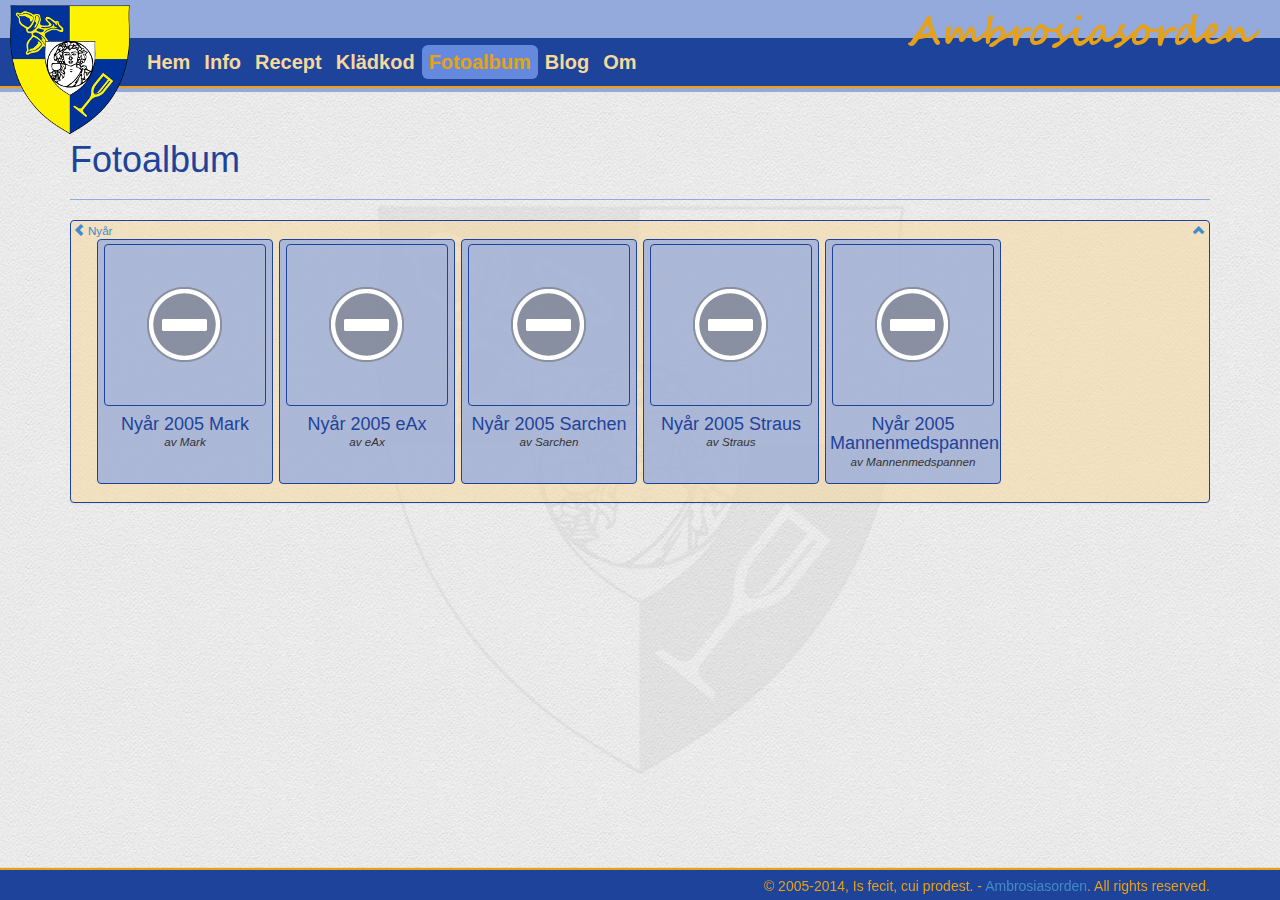 Ambrosiasorden
Hem Info Recept Klädkod Fotoalbum Blog Om
Fotoalbum
Nyår
Nyår 2005 Mark
av Mark
Nyår 2005 eAx
av eAx
Nyår 2005 Sarchen
av Sarchen
Nyår 2005 Straus
av Straus
Nyår 2005
Mannenmedspannen
av Mannenmedspannen
© 2005-2014, Is fecit, cui prodest. - Ambrosiasorden. All rights reserved.